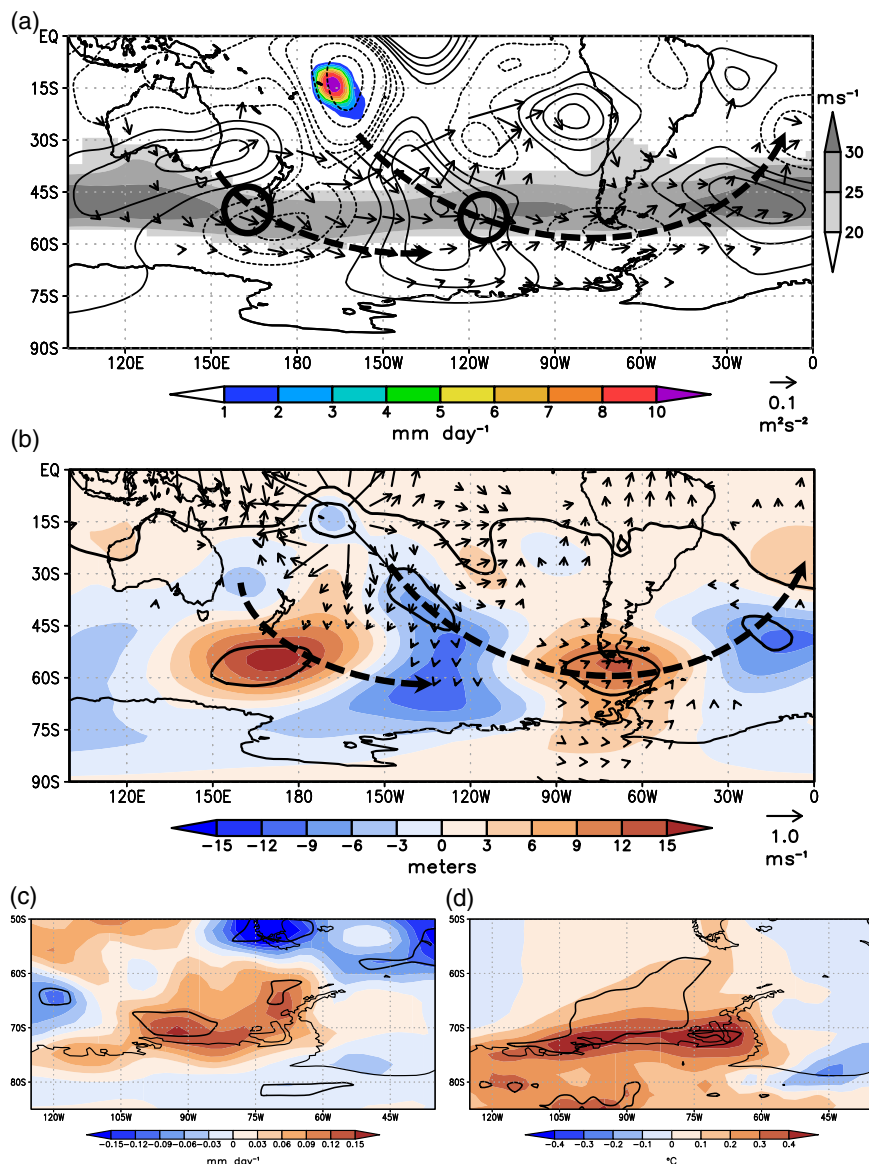 (a)
EQ
15S
30S
45S
60S
75S
90S
120E 150E 180 150W 120W 90W 60W 30W 0
ms⁻¹
30
25
20
1 2 3 4 5 6 7 8 10
mm day⁻¹
0.1
m²s⁻²
(b)
EQ
15S
30S
45S
60S
75S
90S
120E 150E 180 150W 120W 90W 60W 30W 0
−15 −12 −9 −6 −3 0 3 6 9 12 15
meters
1.0
ms⁻¹
(c)
50S
60S
70S
80S
120W 105W 90W 75W 60W 45W
−0.15 −0.12 −0.09 −0.06 −0.03 0 0.03 0.06 0.09 0.12 0.15
mm day⁻¹
(d)
50S
60S
70S
80S
120W 105W 90W 75W 60W 45W
−0.4 −0.3 −0.2 −0.1 0 0.1 0.2 0.3 0.4
°C